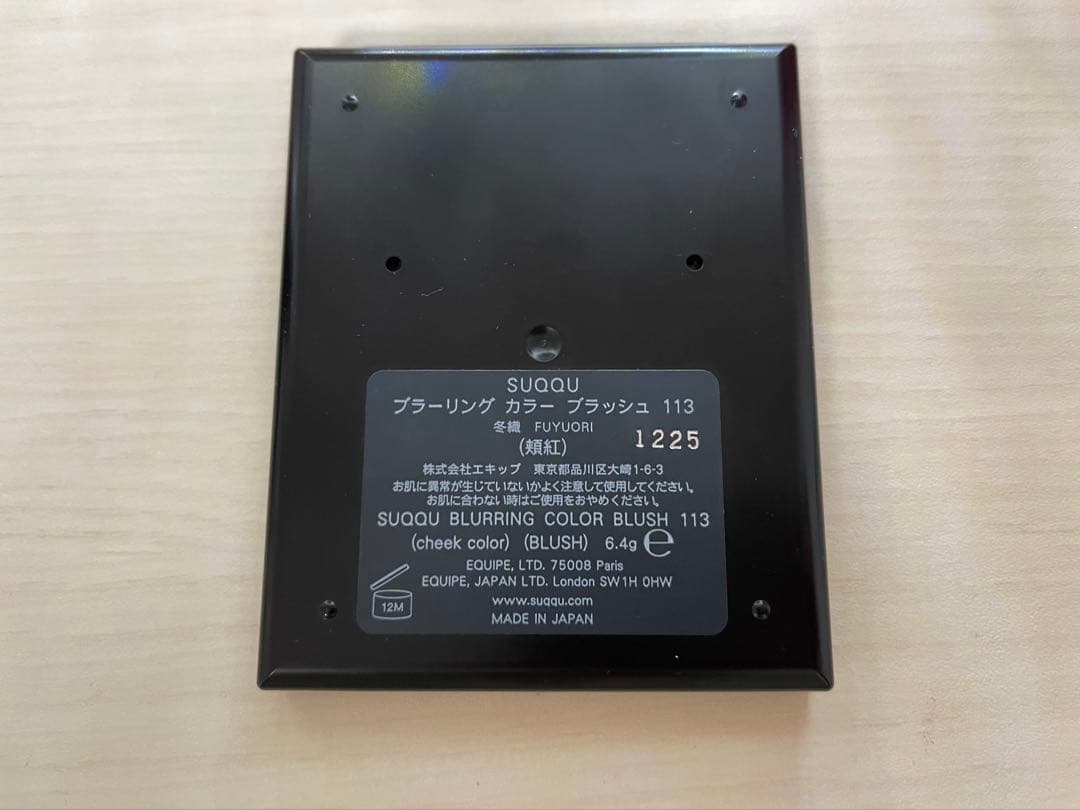 SUQQU
ブラーリング カラー ブラッシュ 113
冬織 FUYUORI
1225
(頬紅)
株式会社エキップ 東京都品川区大崎1-6-3
お肌に異常が生じていないかよく注意して使用してください。
お肌に合わない時はご使用をおやめください。
SUQQU BLURRING COLOR BLUSH 113
(cheek color) (BLUSH) 6.4g ℮
EQUIPE, LTD. 75008 Paris
EQUIPE, JAPAN LTD. London SW1H 0HW
12M
www.suqqu.com
MADE IN JAPAN